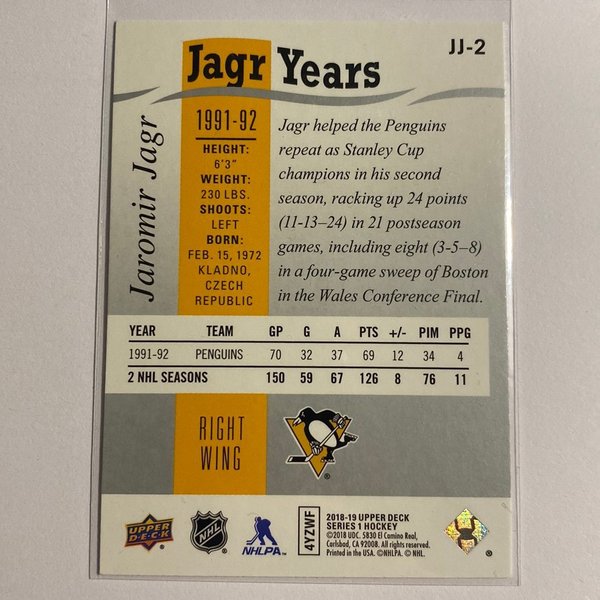 JJ-2
Jagr Years
Jaromir Jagr
1991-92
HEIGHT:
6'3"
WEIGHT:
230 LBS.
SHOOTS:
LEFT
BORN:
FEB. 15, 1972
KLADNO,
CZECH
REPUBLIC
Jagr helped the Penguins
repeat as Stanley Cup
champions in his second
season, racking up 24 points
(11-13–24) in 21 postseason
games, including eight (3-5–8)
in a four-game sweep of Boston
in the Wales Conference Final.
YEAR TEAM GP G A PTS +/- PIM PPG
1991-92 PENGUINS 70 32 37 69 12 34 4
2 NHL SEASONS 150 59 67 126 8 76 11
RIGHT
WING
®
UPPER
DECK
NHL
NHLPA
4YZWF
2018-19 UPPER DECK
SERIES 1 HOCKEY
©2018 UDC. 5830 El Camino Real,
Carlsbad, CA 92008. All rights reserved.
Printed in the USA. ©NHLPA. © NHL.
®